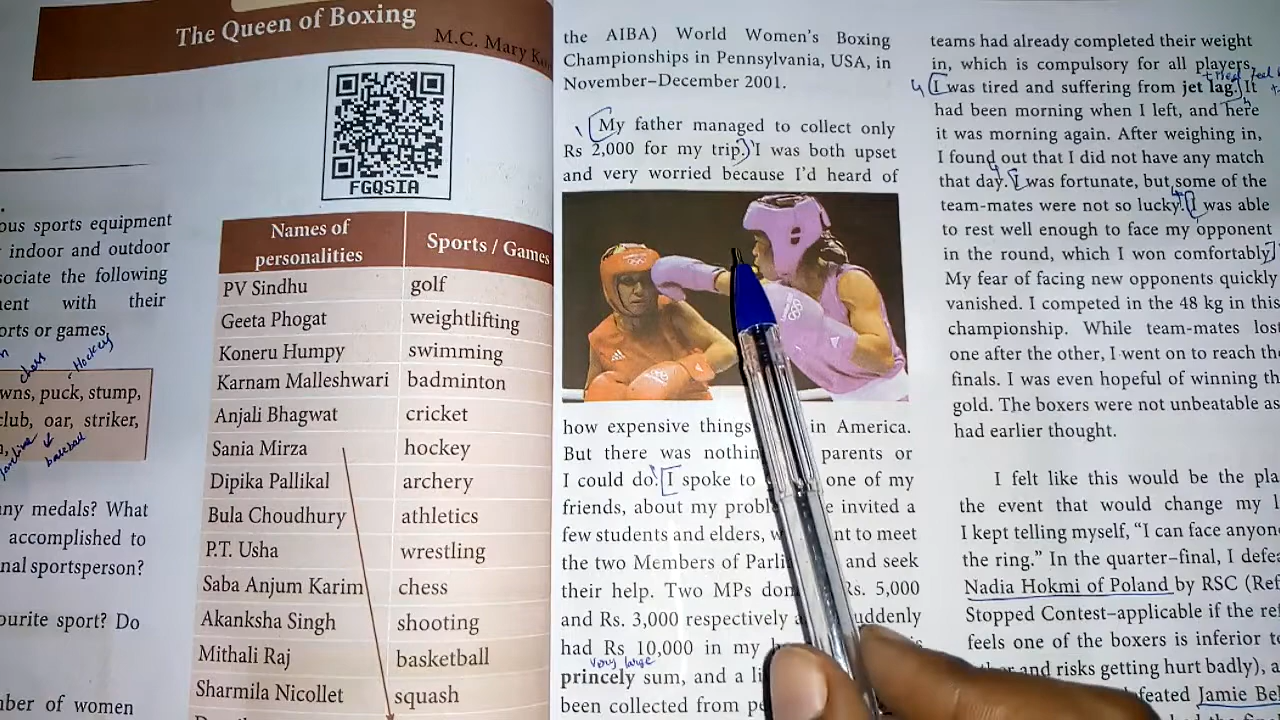 The Queen of Boxing
M.C. Mary
FGQSIA
ous sports equipment
indoor and outdoor
sociate the following
ment with their
orts or games,
chess
Hockey
wns, puck, stump,
club, oar, striker,
baseball
ny medals? What
accomplished to
nal sportsperson?
ourite sport? Do
mber of women
Names of personalities Sports / Games
PV Sindhu golf
Geeta Phogat weightlifting
Koneru Humpy swimming
Karnam Malleshwari badminton
Anjali Bhagwat cricket
Sania Mirza hockey
Dipika Pallikal archery
Bula Choudhury athletics
P.T. Usha wrestling
Saba Anjum Karim chess
Akanksha Singh shooting
Mithali Raj basketball
Sharmila Nicollet squash
the AIBA) World Women's Boxing
Championships in Pennsylvania, USA, in
November–December 2001.
My father managed to collect only
Rs 2,000 for my trip. I was both upset
and very worried because I'd heard of
how expensive things in America.
But there was nothin parents or
I could do. I spoke to one of my
friends, about my probl e invited a
few students and elders, w nt to meet
the two Members of Parli and seek
their help. Two MPs don Rs. 5,000
and Rs. 3,000 respectively a uddenly
had Rs 10,000 in my
very large
princely sum, and a li
been collected from pe
teams had already completed their weight
in, which is compulsory for all players.
I was tired and suffering from jet lag. It
had been morning when I left, and here
it was morning again. After weighing in,
I found out that I did not have any match
that day. I was fortunate, but some of the
team-mates were not so lucky. I was able
to rest well enough to face my opponent
in the round, which I won comfortably
My fear of facing new opponents quickly
vanished. I competed in the 48 kg in this
championship. While team-mates los
one after the other, I went on to reach th
finals. I was even hopeful of winning th
gold. The boxers were not unbeatable as
had earlier thought.
I felt like this would be the pla
the event that would change my
I kept telling myself, "I can face anyon
the ring." In the quarter–final, I defea
Nadia Hokmi of Poland by RSC (Ref
Stopped Contest–applicable if the re
feels one of the boxers is inferior to
and risks getting hurt badly), a
feated Jamie Be